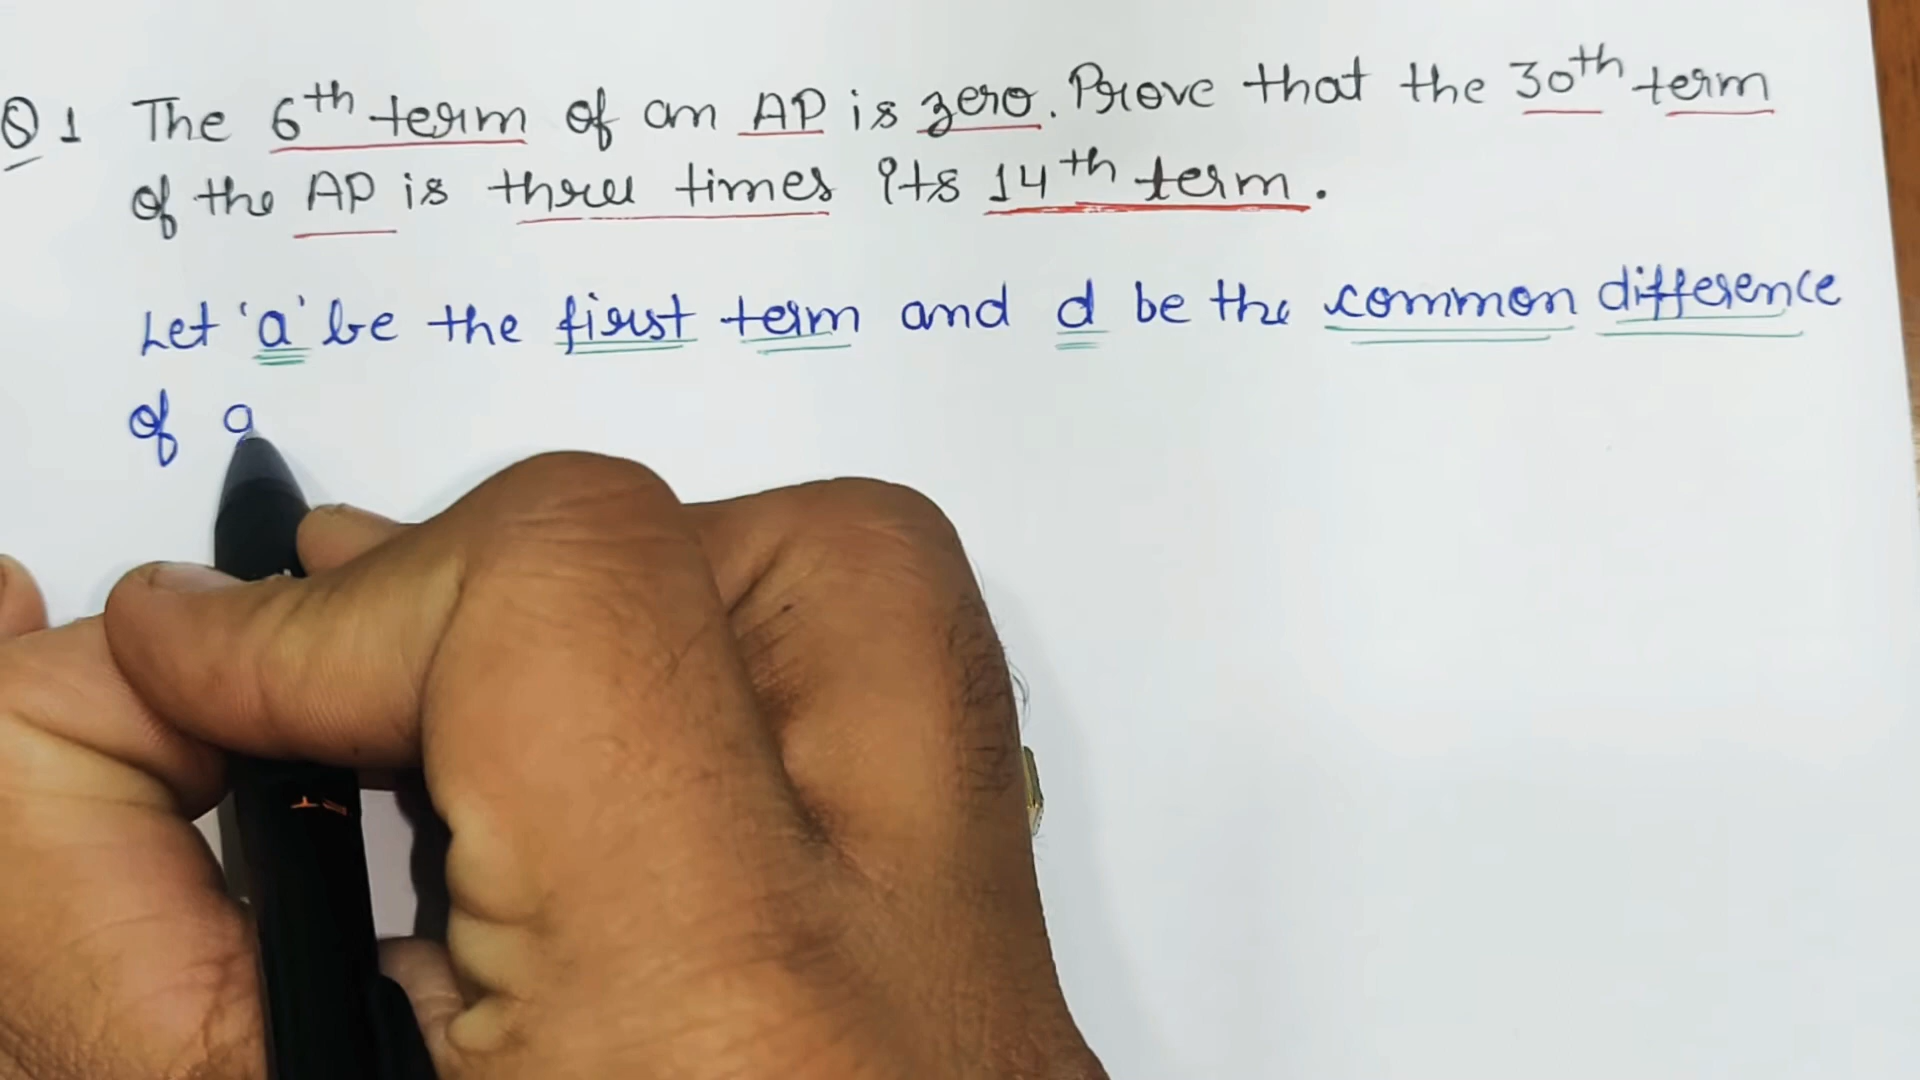 Q 1 The 6th term of an AP is zero. Prove that the 30th term
of the AP is three times its 14th term.
Let 'a' be the first term and d be the common difference
of a